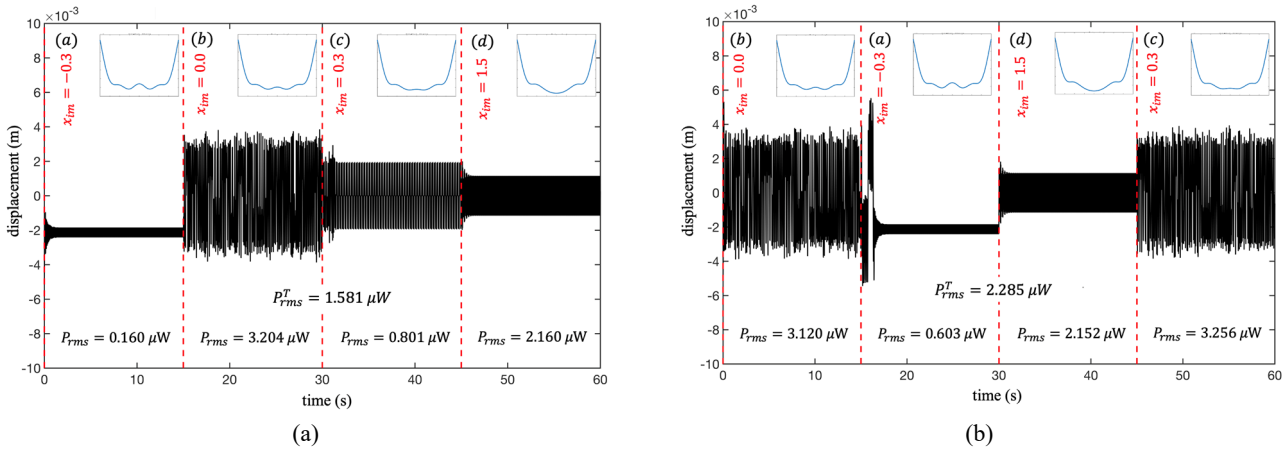 ×10⁻³
(a)
(b)
(c)
(d)
x_im = −0.3
x_im = 0.0
x_im = 0.3
x_im = 1.5
10
8
6
4
2
0
-2
-4
-6
-8
-10
displacement (m)
P^T_rms = 1.581 μW
P_rms = 0.160 μW
P_rms = 3.204 μW
P_rms = 0.801 μW
P_rms = 2.160 μW
0 10 20 30 40 50 60
time (s)
(a)
×10⁻³
(b)
(a)
(d)
(c)
x_im = 0.0
x_im = −0.3
x_im = 1.5
x_im = 0.3
10
8
6
4
2
0
-2
-4
-6
-8
-10
displacement (m)
P^T_rms = 2.285 μW
P_rms = 3.120 μW
P_rms = 0.603 μW
P_rms = 2.152 μW
P_rms = 3.256 μW
0 10 20 30 40 50 60
time (s)
(b)